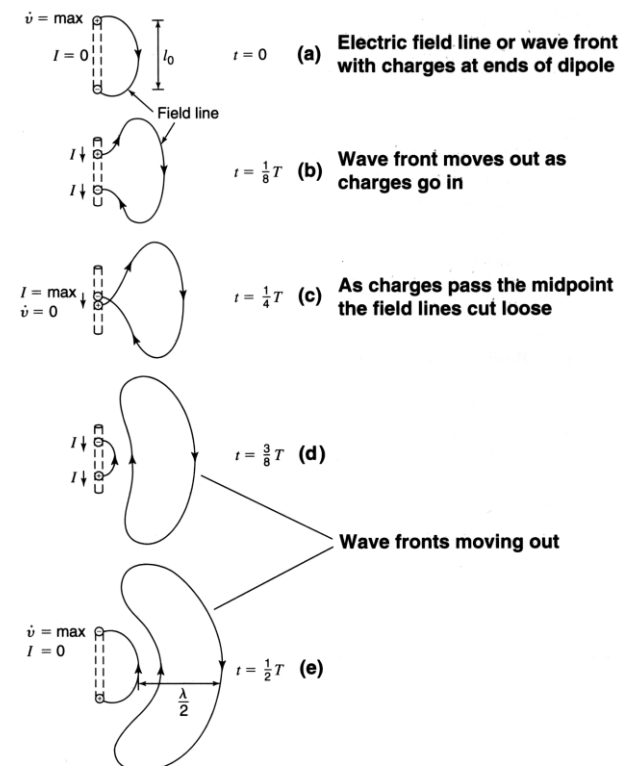 v̇ = max
I = 0
l₀
t = 0
(a)
Electric field line or wave front
with charges at ends of dipole
Field line
I↓
I↓
t = 1/8 T
(b)
Wave front moves out as
charges go in
I = max
v̇ = 0
t = 1/4 T
(c)
As charges pass the midpoint
the field lines cut loose
I↓
I↓
t = 3/8 T
(d)
Wave fronts moving out
v̇ = max
I = 0
λ/2
t = 1/2 T
(e)